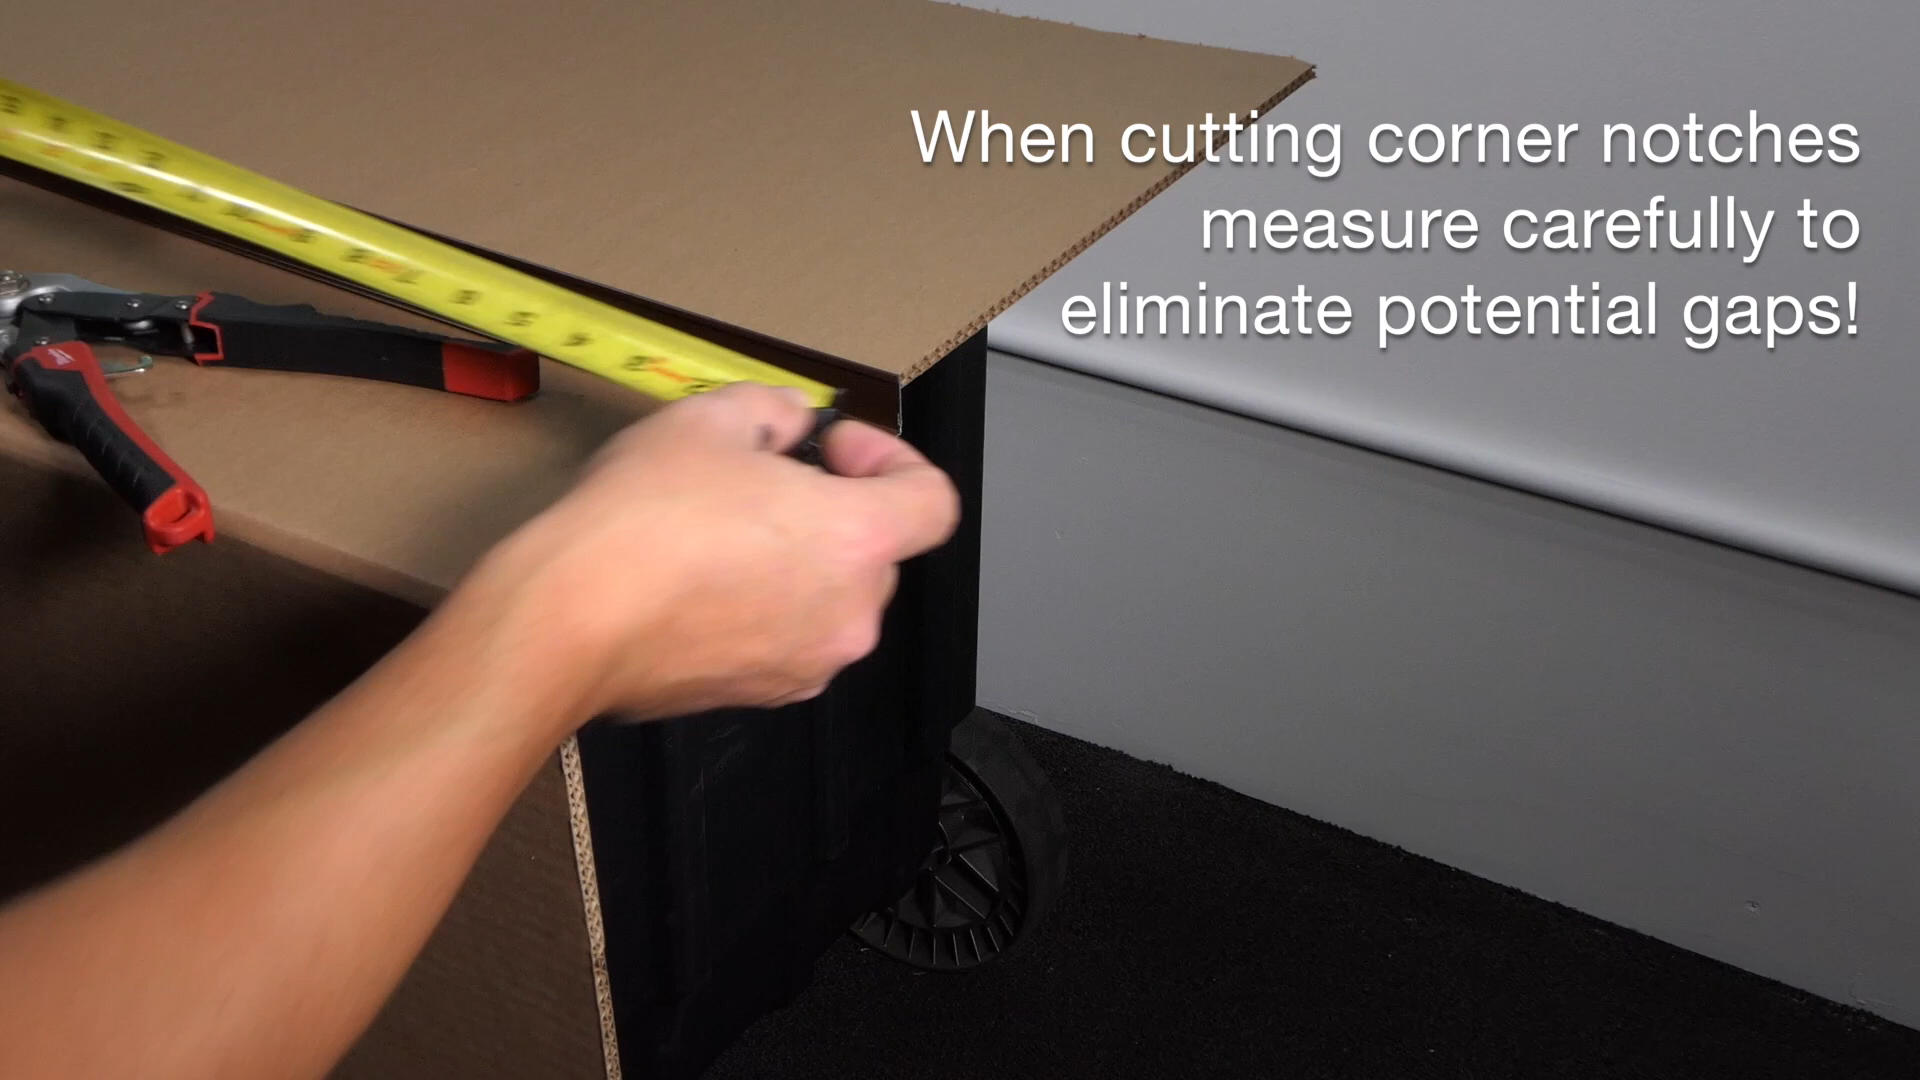 When cutting corner notches
measure carefully to
eliminate potential gaps!